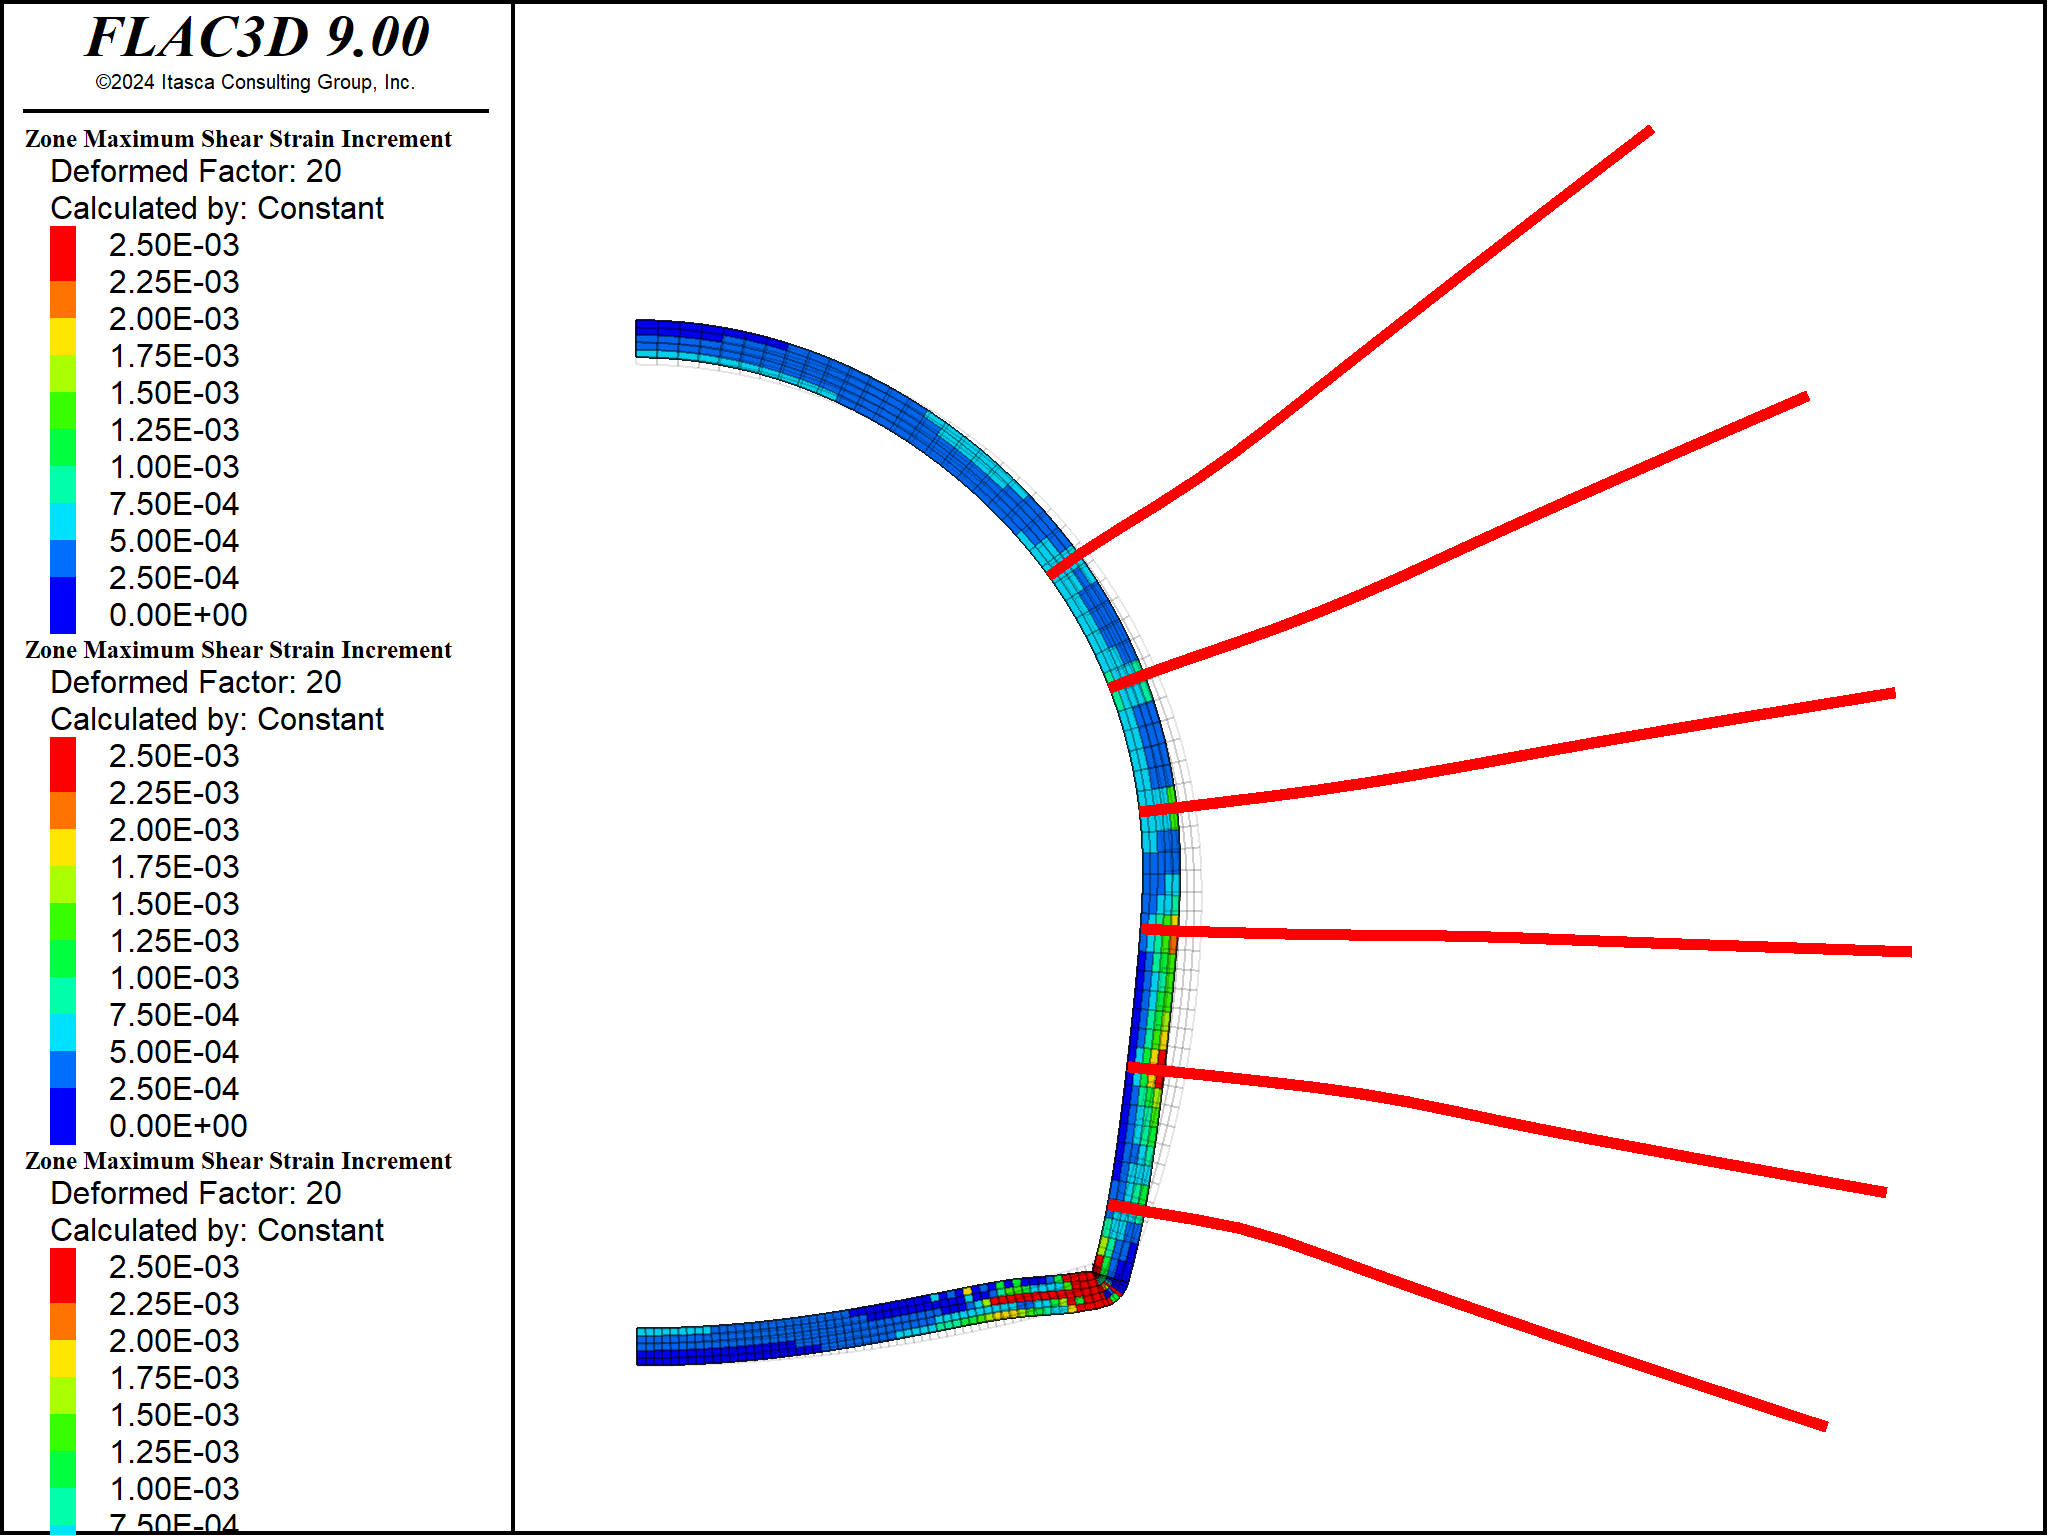 FLAC3D 9.00
©2024 Itasca Consulting Group, Inc.
Zone Maximum Shear Strain Increment
Deformed Factor: 20
Calculated by: Constant
2.50E-03
2.25E-03
2.00E-03
1.75E-03
1.50E-03
1.25E-03
1.00E-03
7.50E-04
5.00E-04
2.50E-04
0.00E+00
Zone Maximum Shear Strain Increment
Deformed Factor: 20
Calculated by: Constant
2.50E-03
2.25E-03
2.00E-03
1.75E-03
1.50E-03
1.25E-03
1.00E-03
7.50E-04
5.00E-04
2.50E-04
0.00E+00
Zone Maximum Shear Strain Increment
Deformed Factor: 20
Calculated by: Constant
2.50E-03
2.25E-03
2.00E-03
1.75E-03
1.50E-03
1.25E-03
1.00E-03
7.50E-04